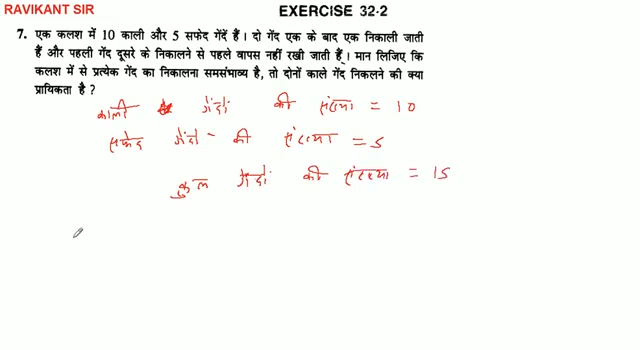 RAVIKANT SIR
EXERCISE 32·2
7. एक कलश में 10 काली और 5 सफेद गेंदें हैं। दो गेंद एक के बाद एक निकाली जाती
हैं और पहली गेंद दूसरे के निकालने से पहले वापस नहीं रखी जाती हैं। मान लिजिए कि
कलश में से प्रत्येक गेंद का निकालना समसंभाव्य है, तो दोनों काले गेंद निकलने की क्या
प्रायिकता है ?
काली गेंदों की संख्या = 10
सफेद गेंदों की संख्या = 5
कुल गेंदों की संख्या = 15